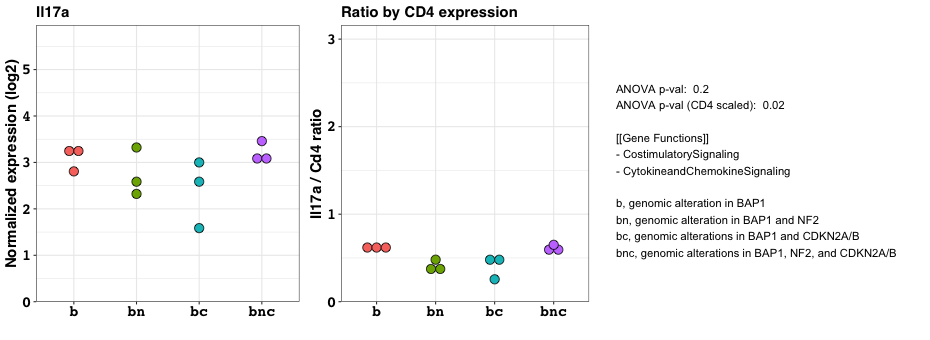 Il17a
Normalized expression (log2)
5
4
3
2
1
0
b bn bc bnc
Ratio by CD4 expression
Il17a / Cd4 ratio
3
2
1
0
b bn bc bnc
ANOVA p-val: 0.2
ANOVA p-val (CD4 scaled): 0.02
[[Gene Functions]]
- CostimulatorySignaling
- CytokineandChemokineSignaling
b, genomic alteration in BAP1
bn, genomic alteration in BAP1 and NF2
bc, genomic alterations in BAP1 and CDKN2A/B
bnc, genomic alterations in BAP1, NF2, and CDKN2A/B